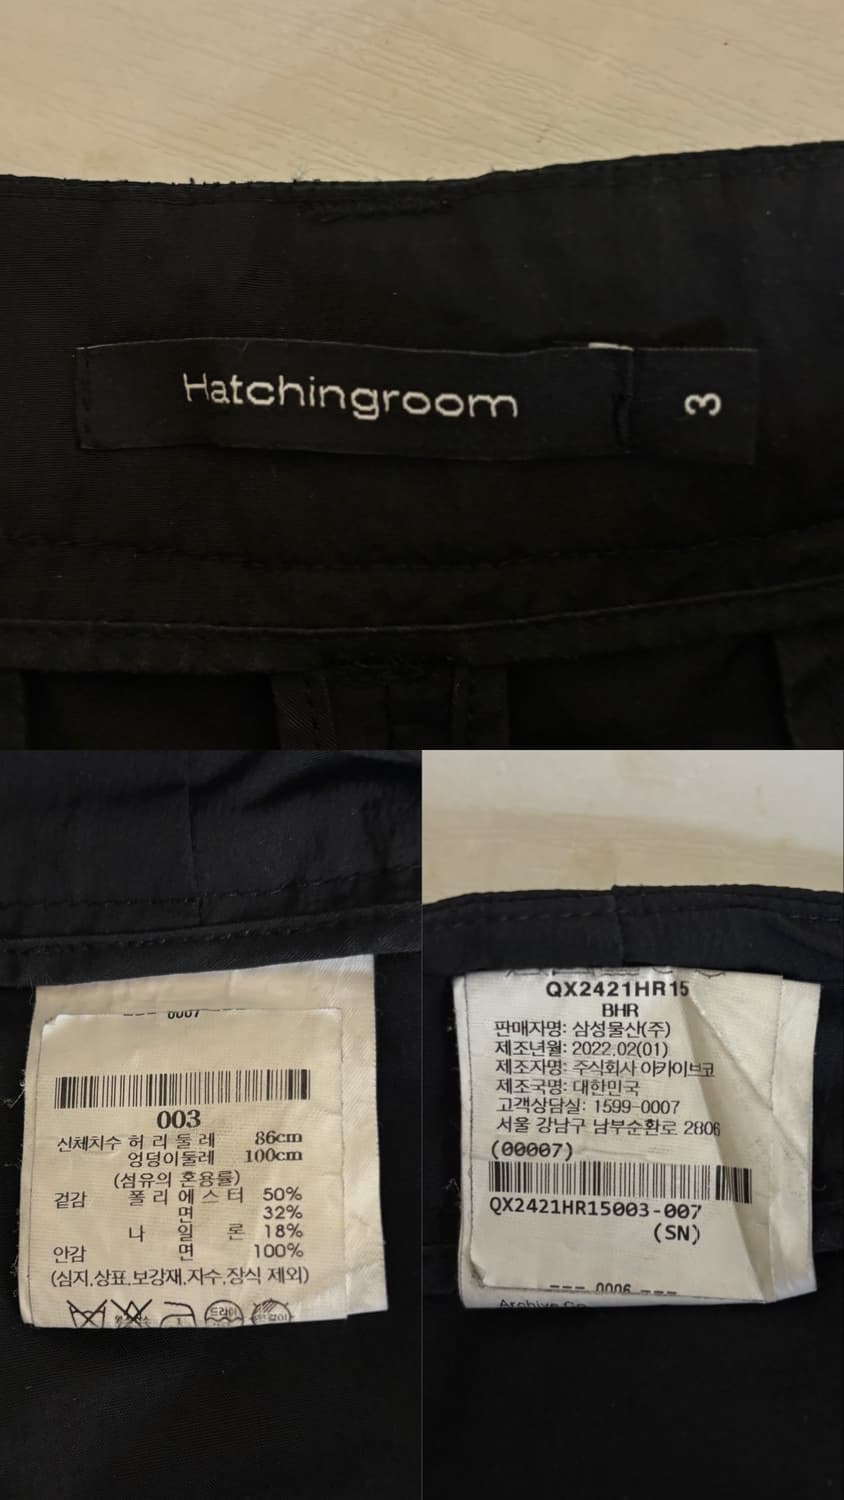 Hatchingroom
3
003
신체치수 허리둘레 86cm
엉덩이둘레 100cm
(섬유의 혼용률)
겉감 폴리에스터 50%
면 32%
나일론 18%
안감 면 100%
(심지,상표,보강재,자수,장식 제외)
드라이
QX2421HR15
BHR
판매자명: 삼성물산(주)
제조년월: 2022.02(01)
제조자명: 주식회사 아카이브코
제조국명: 대한민국
고객상담실: 1599-0007
서울 강남구 남부순환로 2806
(00007)
QX2421HR15003-007
(SN)
--- 0006 ---